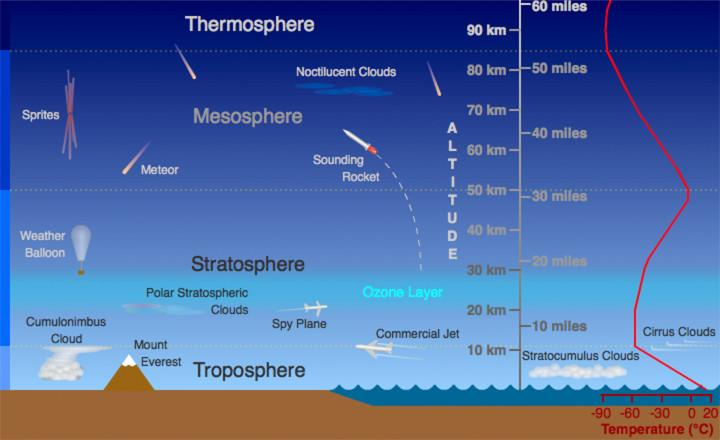 60 miles
Thermosphere
90 km
Noctilucent Clouds
80 km
50 miles
Sprites
Mesosphere
70 km
A
L
T
I
T
U
D
E
40 miles
60 km
Meteor
Sounding
Rocket
50 km
30 miles
Weather
Balloon
40 km
Stratosphere
20 miles
30 km
Ozone Layer
Polar Stratospheric
Clouds
20 km
Spy Plane
10 miles
Cumulonimbus
Cloud
Commercial Jet
Cirrus Clouds
Mount
Everest
10 km
Stratocumulus Clouds
Troposphere
-90 -60 -30 0 20
Temperature (°C)